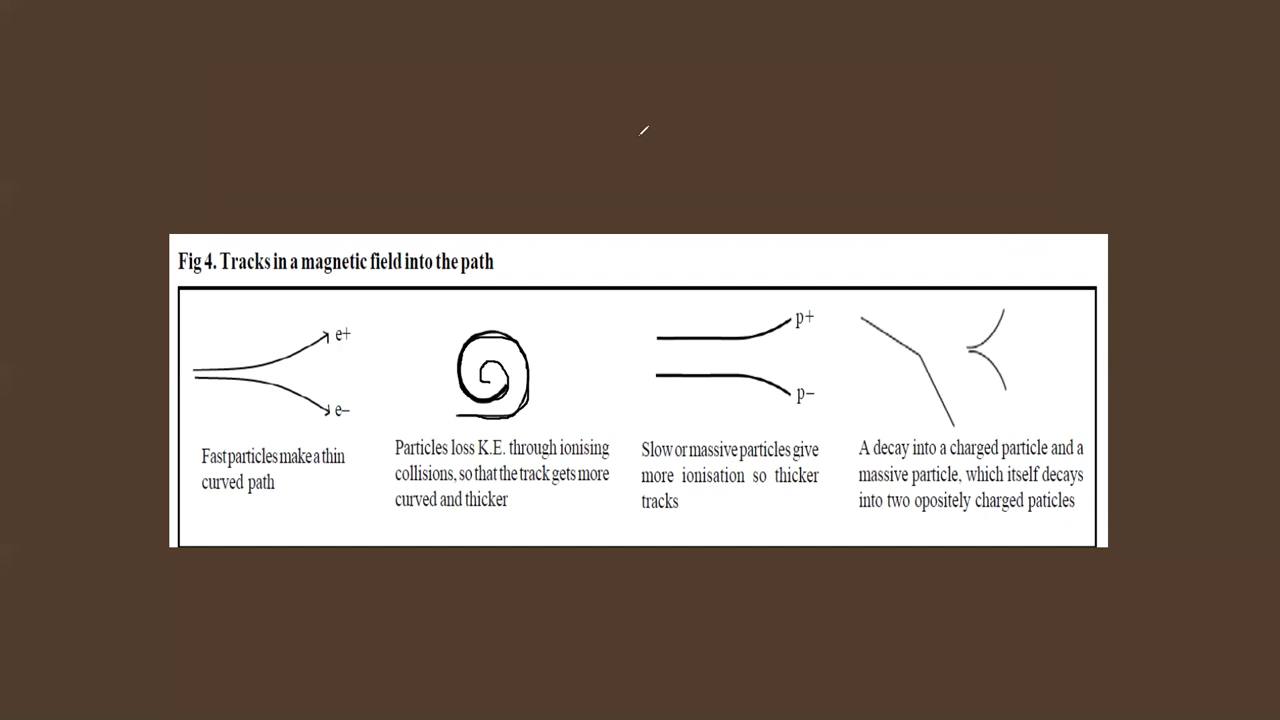 Fig 4. Tracks in a magnetic field into the path
e+
e–
Fast particles make a thin
curved path
Particles loss K.E. through ionising
collisions, so that the track gets more
curved and thicker
p+
p–
Slow or massive particles give
more ionisation so thicker
tracks
A decay into a charged particle and a
massive particle, which itself decays
into two opositely charged paticles